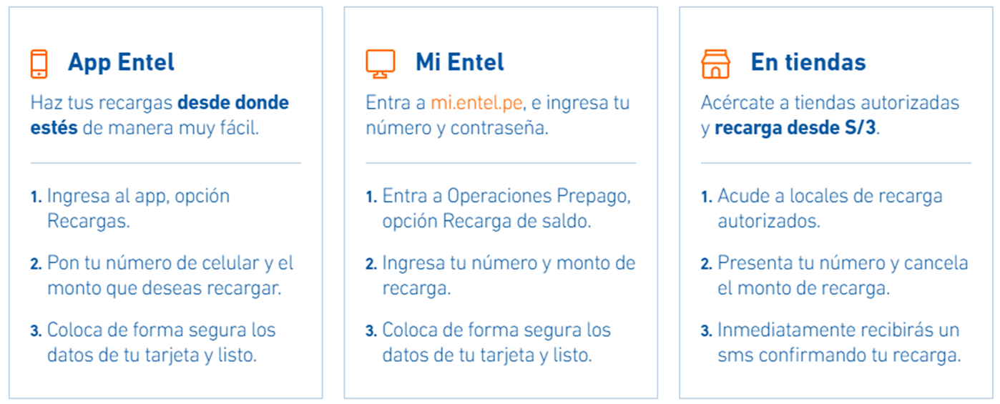 App Entel
Haz tus recargas desde donde
estés de manera muy fácil.
1. Ingresa al app, opción
Recargas.
2. Pon tu número de celular y el
monto que deseas recargar.
3. Coloca de forma segura los
datos de tu tarjeta y listo.
Mi Entel
Entra a mi.entel.pe, e ingresa tu
número y contraseña.
1. Entra a Operaciones Prepago,
opción Recarga de saldo.
2. Ingresa tu número y monto de
recarga.
3. Coloca de forma segura los
datos de tu tarjeta y listo.
En tiendas
Acércate a tiendas autorizadas
y recarga desde S/3.
1. Acude a locales de recarga
autorizados.
2. Presenta tu número y cancela
el monto de recarga.
3. Inmediatamente recibirás un
sms confirmando tu recarga.